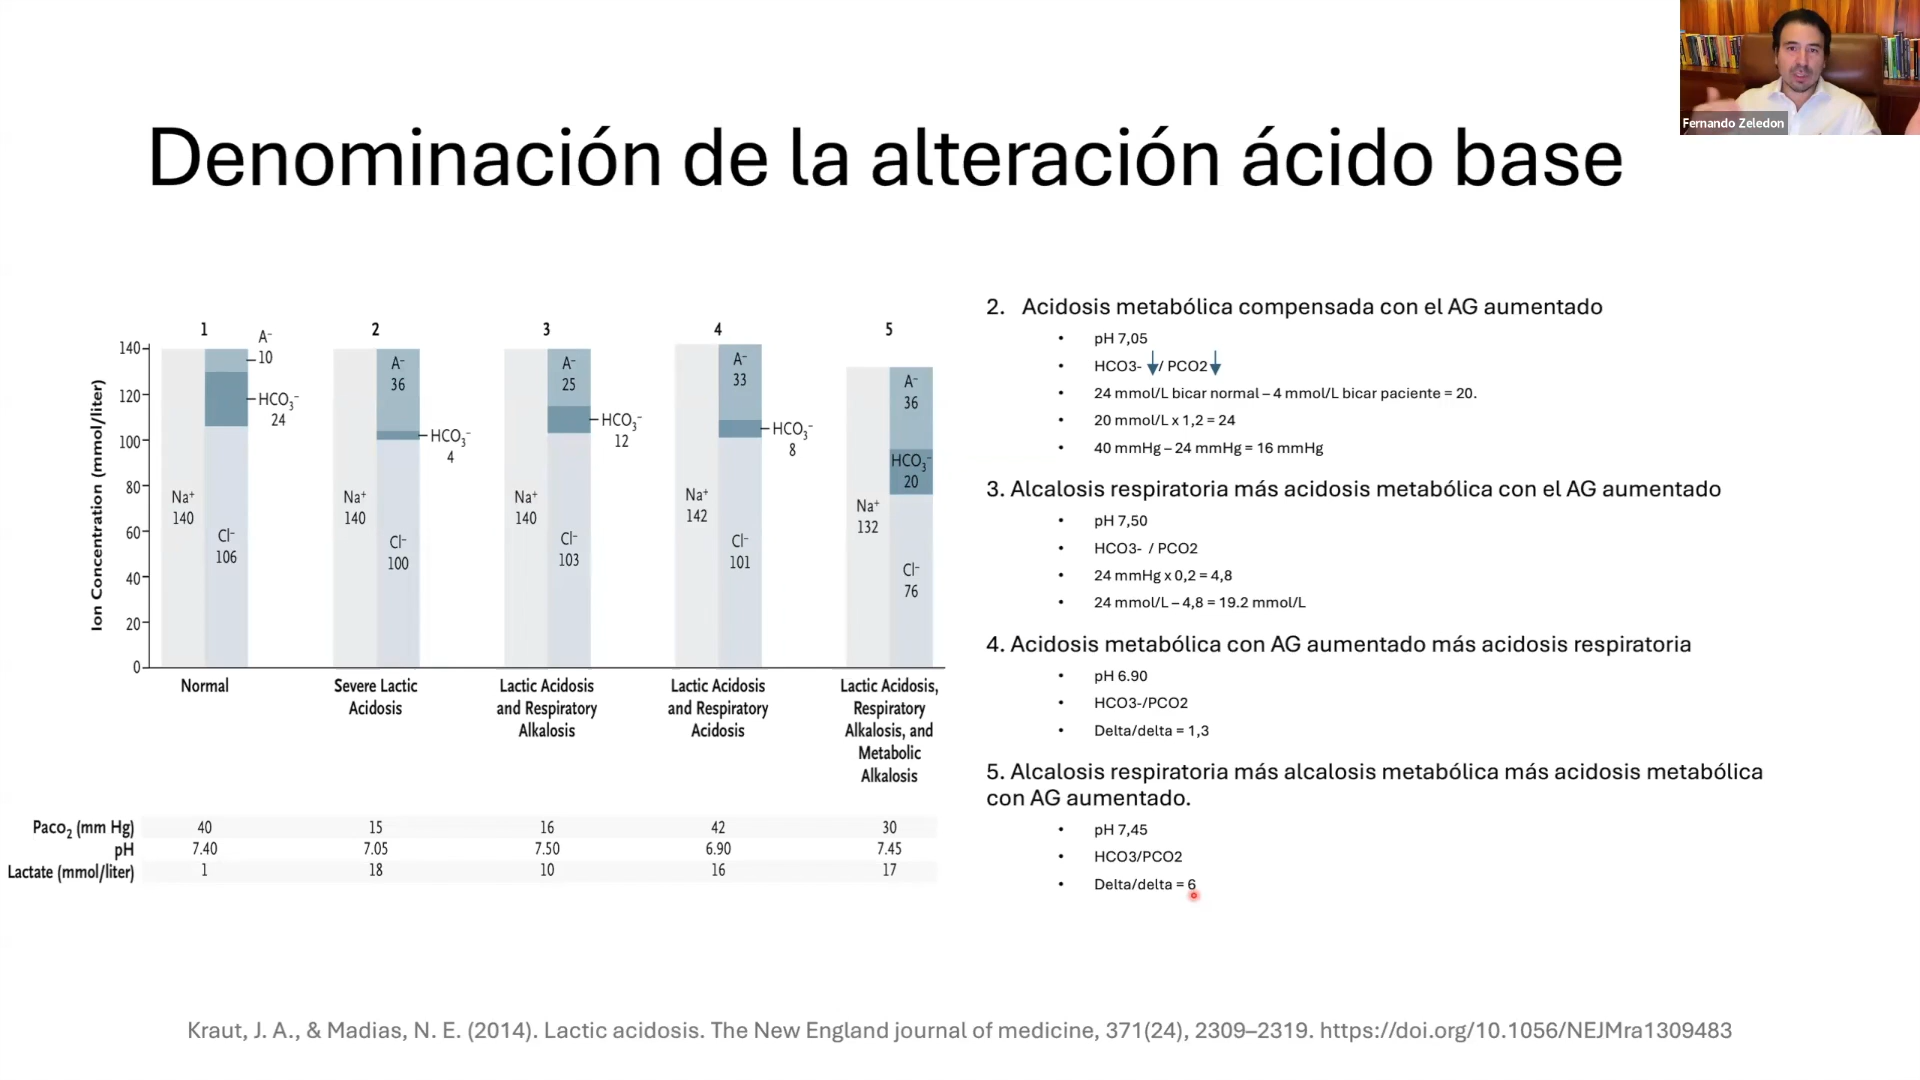 Fernando Zeledon
Denominación de la alteración ácido base
Ion Concentration (mmol/liter)
140
120
100
80
60
40
20
0
1
A⁻
10
HCO₃⁻
24
Na⁺
140
Cl⁻
106
Normal
2
A⁻
36
HCO₃⁻
4
Na⁺
140
Cl⁻
100
Severe Lactic
Acidosis
3
A⁻
25
HCO₃⁻
12
Na⁺
140
Cl⁻
103
Lactic Acidosis
and Respiratory
Alkalosis
4
A⁻
33
HCO₃⁻
8
Na⁺
142
Cl⁻
101
Lactic Acidosis
and Respiratory
Acidosis
5
A⁻
36
HCO₃⁻
20
Na⁺
132
Cl⁻
76
Lactic Acidosis,
Respiratory
Alkalosis, and
Metabolic
Alkalosis
Paco₂ (mm Hg) 40 15 16 42 30
pH 7.40 7.05 7.50 6.90 7.45
Lactate (mmol/liter) 1 18 10 16 17
2. Acidosis metabólica compensada con el AG aumentado
• pH 7,05
• HCO3- ↓/ PCO2↓
• 24 mmol/L bicar normal – 4 mmol/L bicar paciente = 20.
• 20 mmol/L x 1,2 = 24
• 40 mmHg – 24 mmHg = 16 mmHg
3. Alcalosis respiratoria más acidosis metabólica con el AG aumentado
• pH 7,50
• HCO3- / PCO2
• 24 mmHg x 0,2 = 4,8
• 24 mmol/L – 4,8 = 19.2 mmol/L
4. Acidosis metabólica con AG aumentado más acidosis respiratoria
• pH 6.90
• HCO3-/PCO2
• Delta/delta = 1,3
5. Alcalosis respiratoria más alcalosis metabólica más acidosis metabólica
con AG aumentado.
• pH 7,45
• HCO3/PCO2
• Delta/delta = 6
Kraut, J. A., & Madias, N. E. (2014). Lactic acidosis. The New England journal of medicine, 371(24), 2309–2319. https://doi.org/10.1056/NEJMra1309483